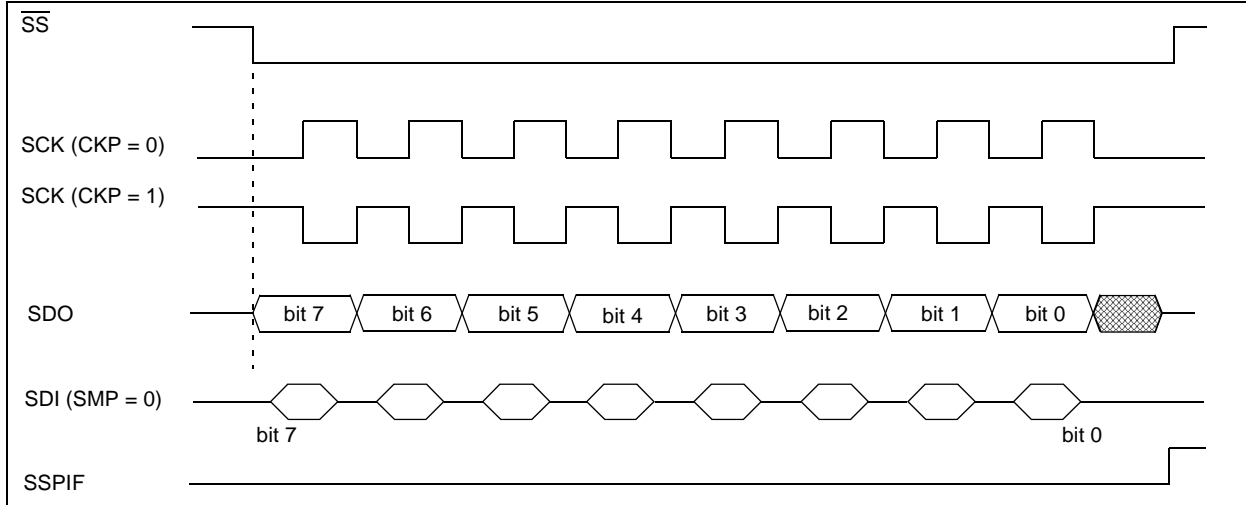 SS
SCK (CKP = 0)
SCK (CKP = 1)
SDO
bit 7 bit 6 bit 5 bit 4 bit 3 bit 2 bit 1 bit 0
SDI (SMP = 0)
bit 7 bit 0
SSPIF